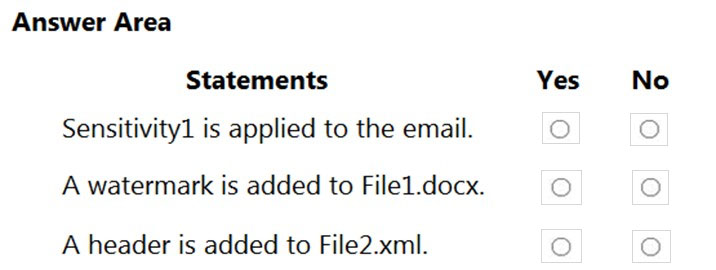 Answer Area
Statements Yes No
Sensitivity1 is applied to the email.
A watermark is added to File1.docx.
A header is added to File2.xml.